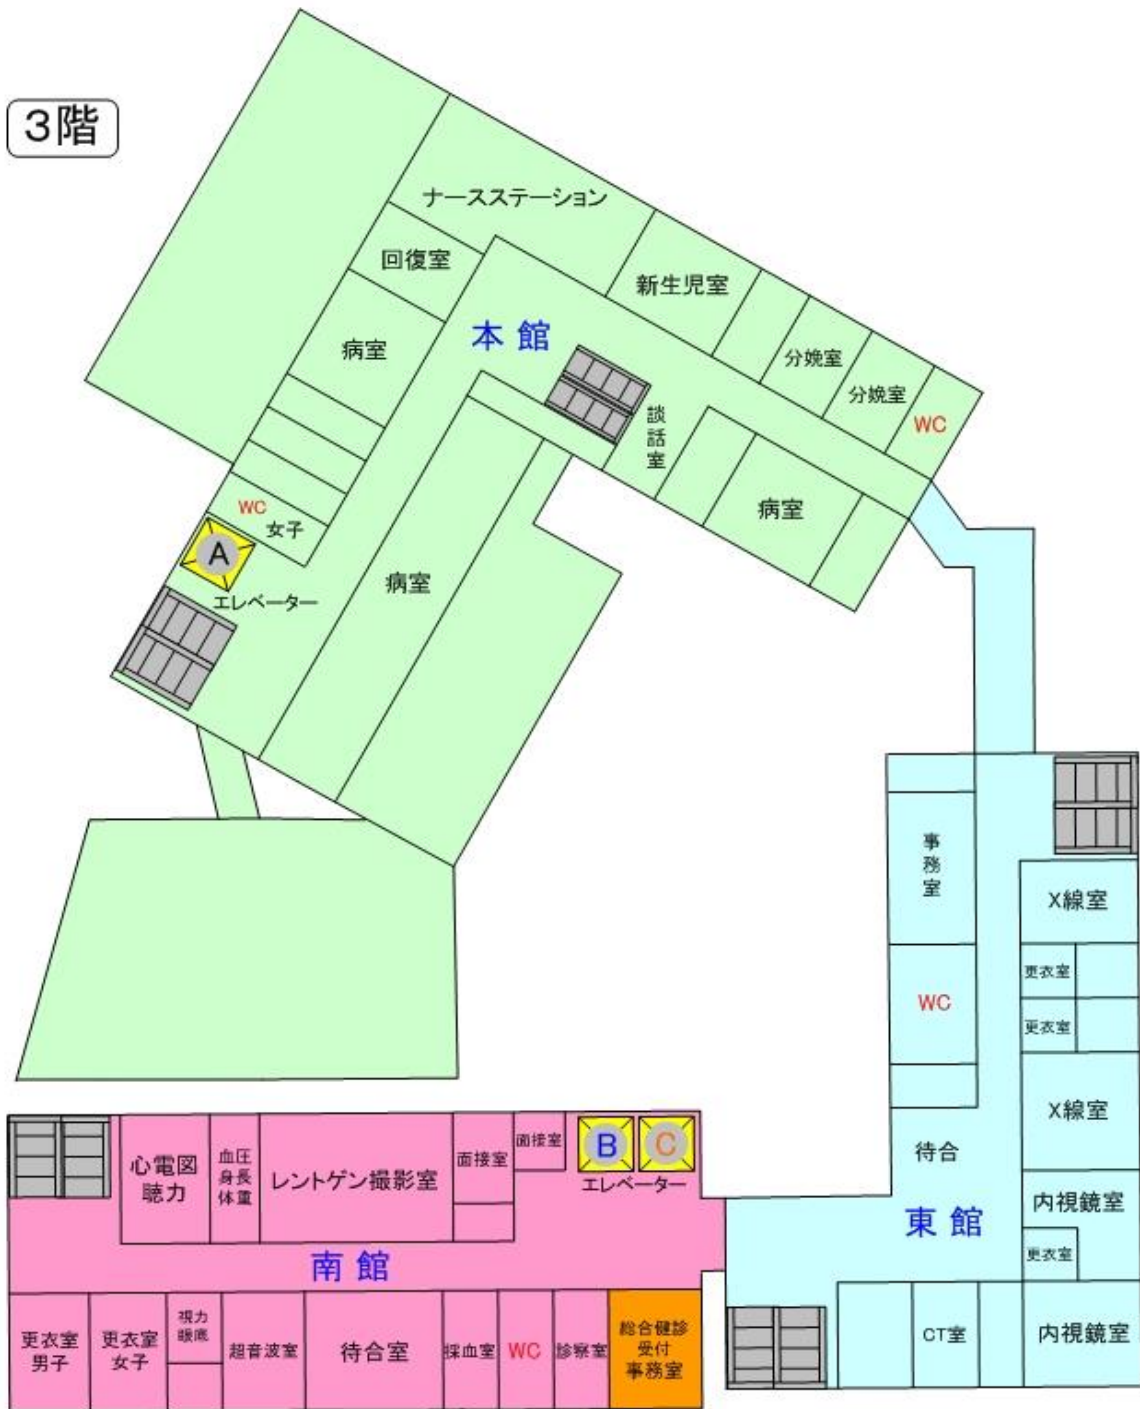 3階
ナースステーション
回復室
新生児室
本館
病室
分娩室
分娩室
WC
談
話
室
病室
WC
女子
A
エレベーター
病室
事
務
室
X線室
更衣室
WC
更衣室
X線室
待合
内視鏡室
東館
更衣室
CT室
内視鏡室
心電図
聴力
血圧
身長
体重
レントゲン撮影室
面接室
面接室
B
C
エレベーター
南館
更衣室
男子
更衣室
女子
視力
眼底
超音波室
待合室
採血室
WC
診察室
総合健診
受付
事務室